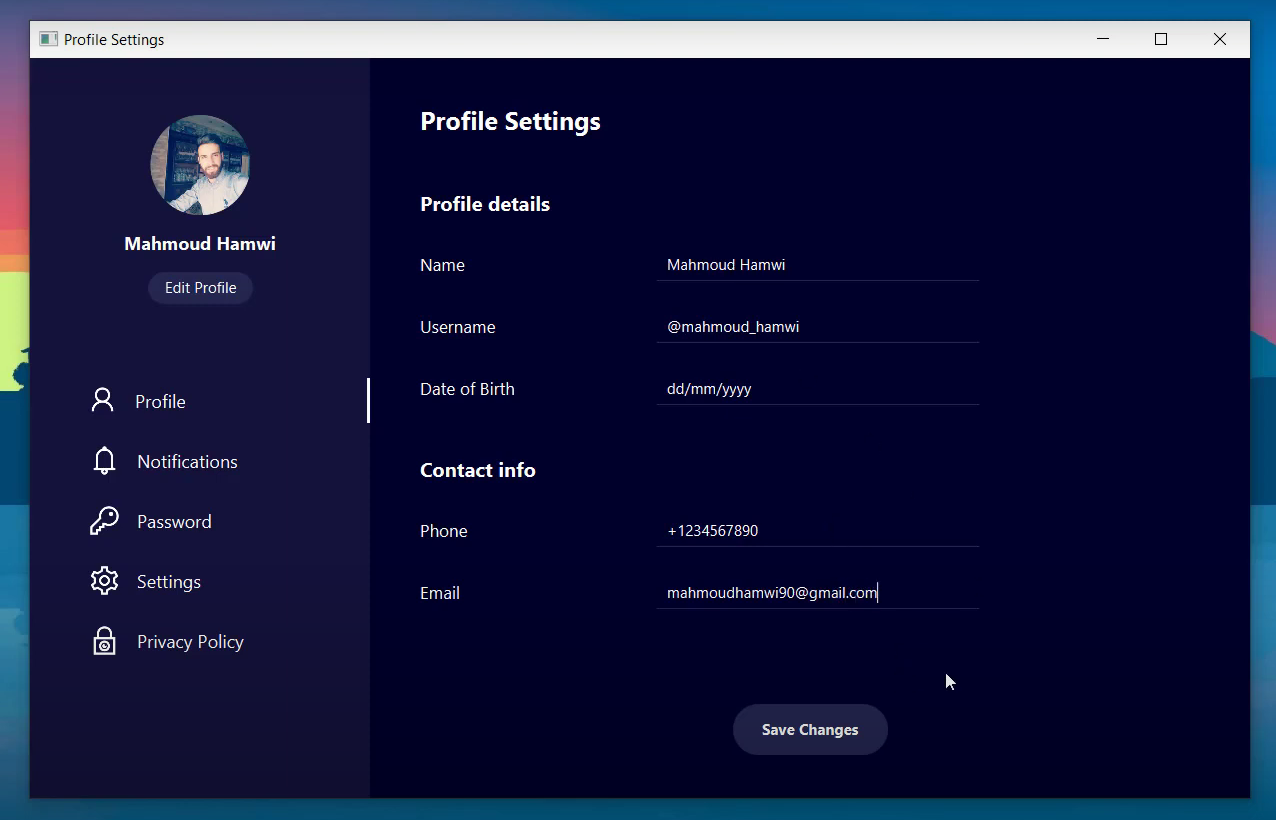 Profile Settings
Mahmoud Hamwi
Edit Profile
Profile
Notifications
Password
Settings
Privacy Policy
Profile Settings
Profile details
Name Mahmoud Hamwi
Username @mahmoud_hamwi
Date of Birth dd/mm/yyyy
Contact info
Phone +1234567890
Email mahmoudhamwi90@gmail.com
Save Changes